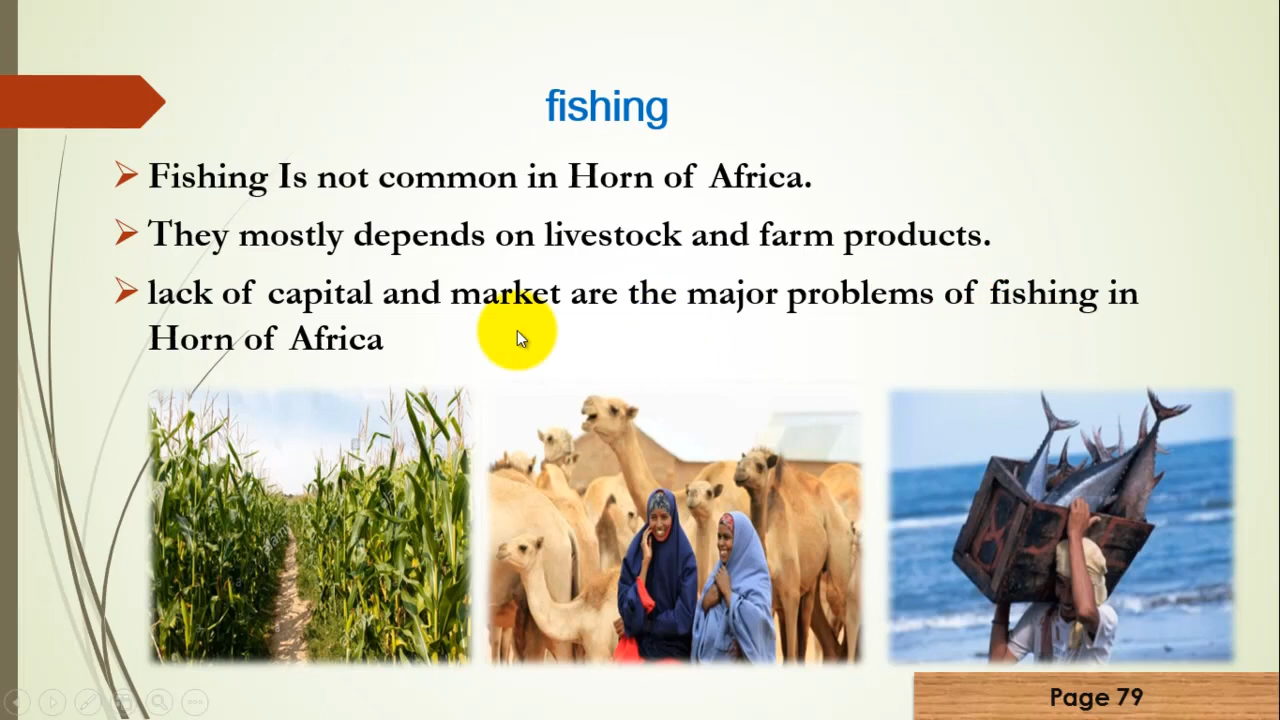 fishing
Fishing Is not common in Horn of Africa.
They mostly depends on livestock and farm products.
lack of capital and market are the major problems of fishing in
Horn of Africa
Page 79